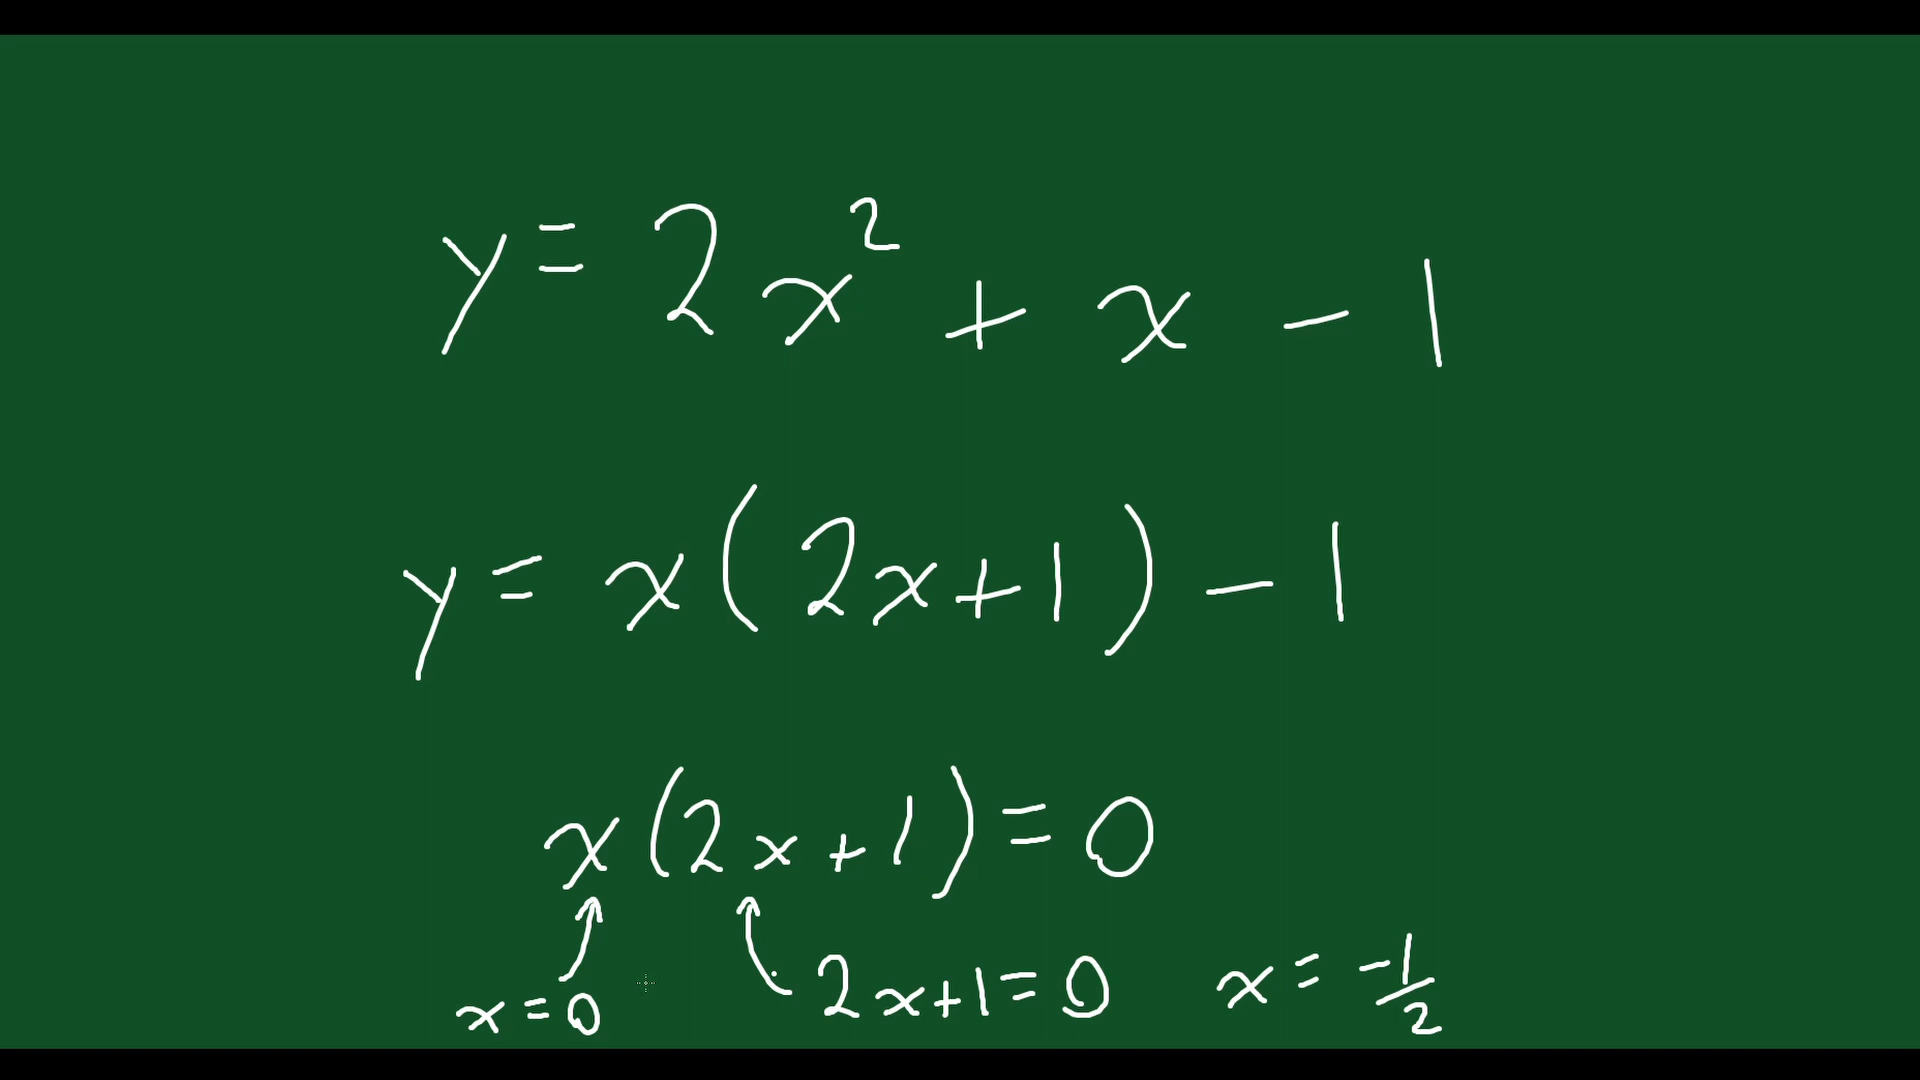 y = 2x² + x - 1
y = x(2x+1) - 1
x(2x+1) = 0
x=0 2x+1=0 x = -1/2